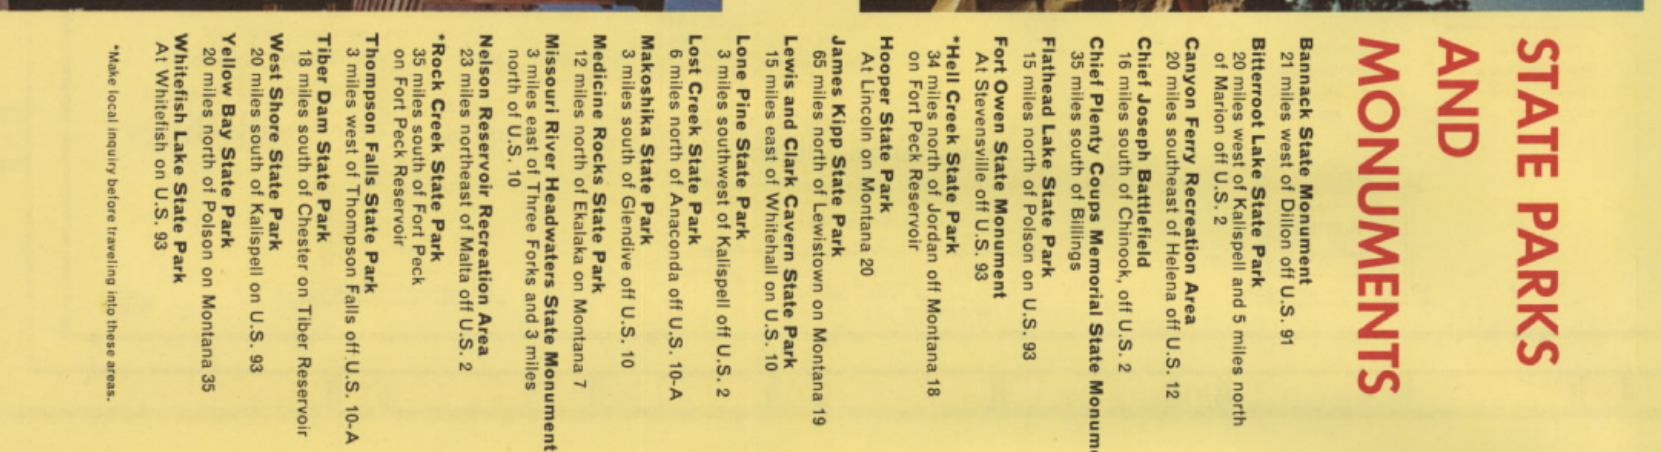 STATE PARKS
AND
MONUMENTS
Bannack State Monument
21 miles west of Dillon off U.S. 91
Bitterroot Lake State Park
20 miles west of Kalispell and 5 miles north
of Marion off U.S. 2
Canyon Ferry Recreation Area
20 miles southeast of Helena off U.S. 12
Chief Joseph Battlefield
16 miles south of Chinook, off U.S. 2
Chief Plenty Coups Memorial State Monume
35 miles south of Billings
Flathead Lake State Park
15 miles north of Polson on U.S. 93
Fort Owen State Monument
At Stevensville off U.S. 93
*Hell Creek State Park
34 miles north of Jordan off Montana 18
on Fort Peck Reservoir
Hooper State Park
At Lincoln on Montana 20
James Kipp State Park
65 miles north of Lewistown on Montana 19
Lewis and Clark Cavern State Park
15 miles east of Whitehall on U.S. 10
Lone Pine State Park
3 miles southwest of Kalispell off U.S. 2
Lost Creek State Park
6 miles north of Anaconda off U.S. 10-A
Makoshika State Park
3 miles south of Glendive off U.S. 10
Medicine Rocks State Park
12 miles north of Ekalaka on Montana 7
Missouri River Headwaters State Monument
3 miles east of Three Forks and 3 miles
north of U.S. 10
Nelson Reservoir Recreation Area
23 miles northeast of Malta off U.S. 2
*Rock Creek State Park
35 miles south of Fort Peck
on Fort Peck Reservoir
Thompson Falls State Park
3 miles west of Thompson Falls off U.S. 10-A
Tiber Dam State Park
18 miles south of Chester on Tiber Reservoir
West Shore State Park
20 miles south of Kalispell on U.S. 93
Yellow Bay State Park
20 miles north of Polson on Montana 35
Whitefish Lake State Park
At Whitefish on U.S. 93
*Make local inquiry before traveling into these areas.